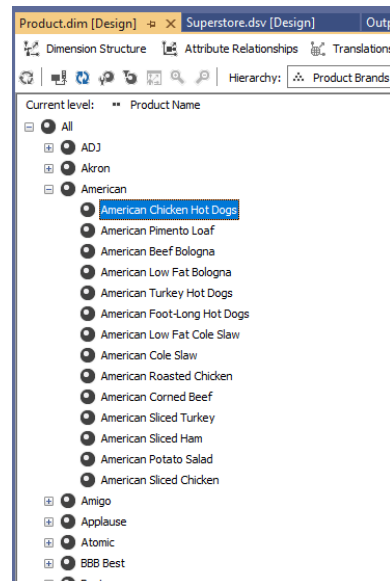 Product.dim [Design] Superstore.dsv [Design] Outp
Dimension Structure Attribute Relationships Translations
Hierarchy: Product Brands
Current level: Product Name
All
ADJ
Akron
American
American Chicken Hot Dogs
American Pimento Loaf
American Beef Bologna
American Low Fat Bologna
American Turkey Hot Dogs
American Foot-Long Hot Dogs
American Low Fat Cole Slaw
American Cole Slaw
American Roasted Chicken
American Corned Beef
American Sliced Turkey
American Sliced Ham
American Potato Salad
American Sliced Chicken
Amigo
Applause
Atomic
BBB Best